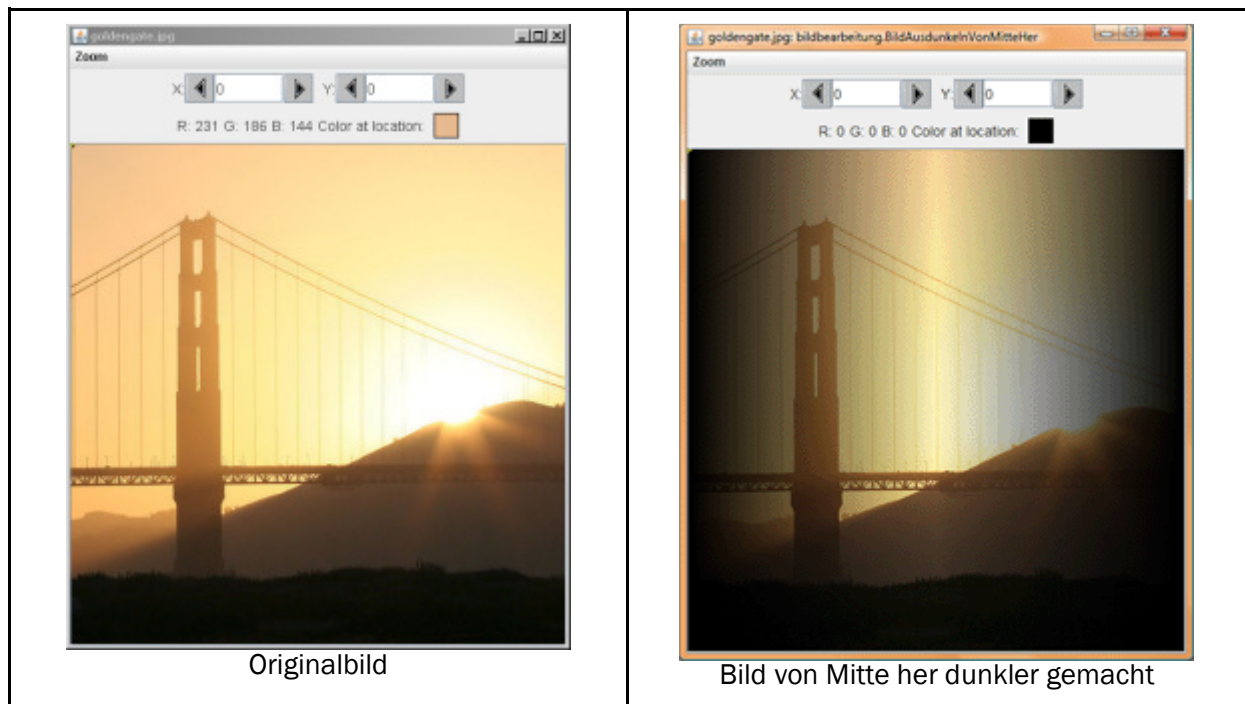 goldengate.jpg
Zoom
X: 0 Y: 0
R: 231 G: 186 B: 144 Color at location:
Originalbild
goldengate.jpg: bildbearbeitung.BildAusdunkelnVonMitteHer
Zoom
X: 0 Y: 0
R: 0 G: 0 B: 0 Color at location:
Bild von Mitte her dunkler gemacht